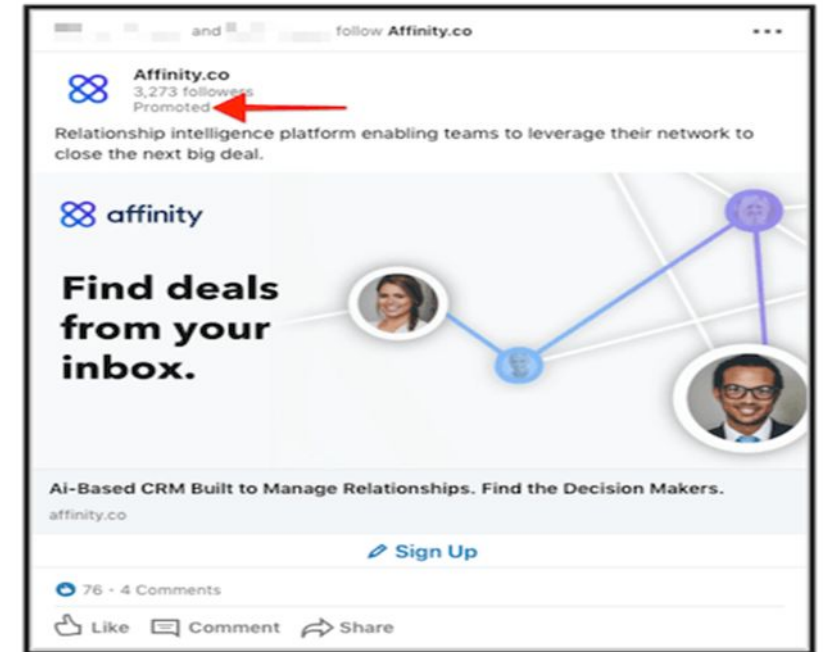 and follow Affinity.co
Affinity.co
3,273 followers
Promoted
Relationship intelligence platform enabling teams to leverage their network to
close the next big deal.
affinity
Find deals
from your
inbox.
Ai-Based CRM Built to Manage Relationships. Find the Decision Makers.
affinity.co
Sign Up
76 - 4 Comments
Like Comment Share